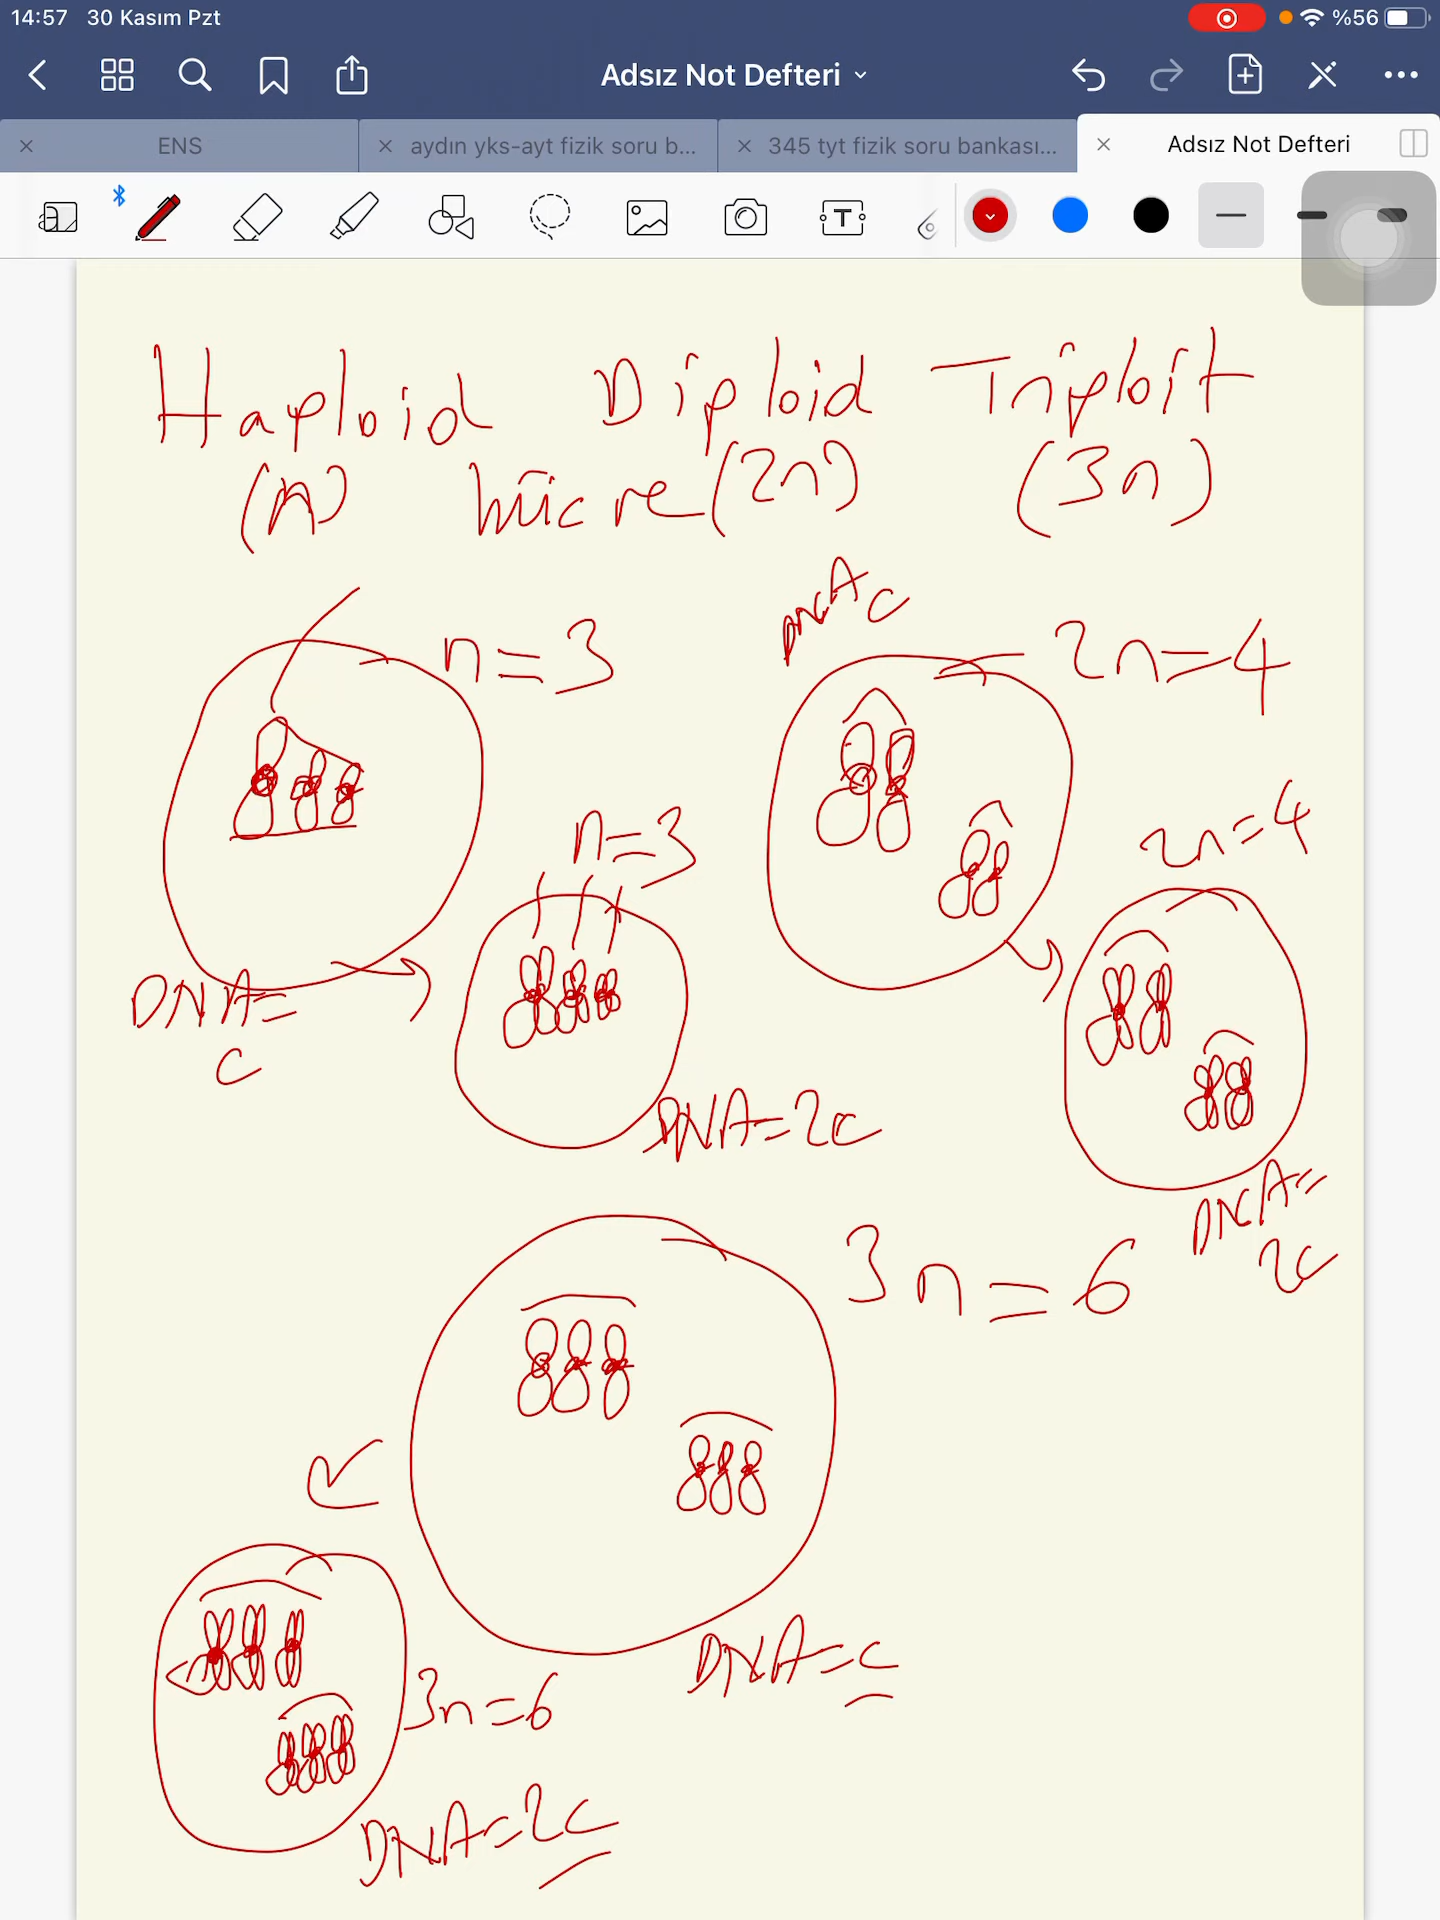 14:57 30 Kasım Pzt
%56
Adsız Not Defteri
ENS
aydın yks-ayt fizik soru b...
345 tyt fizik soru bankası...
Adsız Not Defteri
T
Haploid Diploid Triploit
(n) hücre (2n) (3n)
n=3
DNA c
2n=4
n=3
2n=4
DNA=
c
DNA=2c
DNA=
2c
3n=6
DNA=c
3n=6
DNA=2c